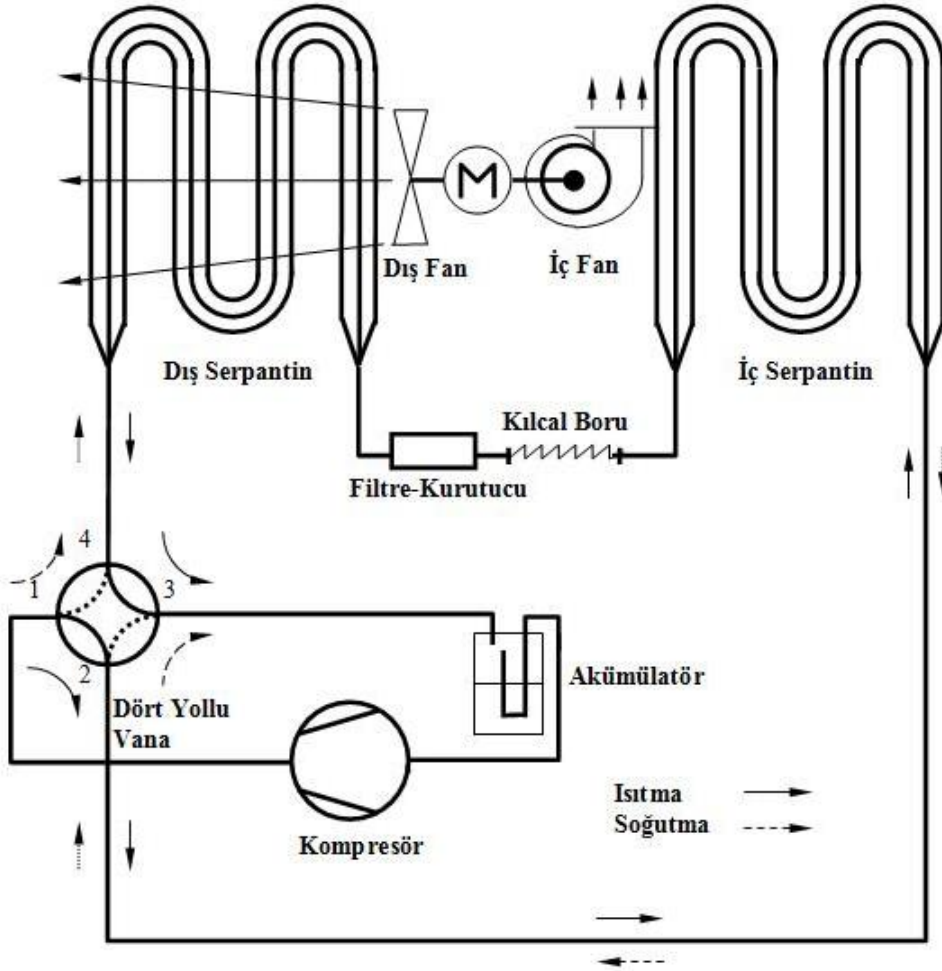 M
Dış Fan
İç Fan
Dış Serpantin
İç Serpantin
Kılcal Boru
Filtre-Kurutucu
4
1
3
2
Dört Yollu
Vana
Akümülatör
Kompresör
Isıtma
Soğutma